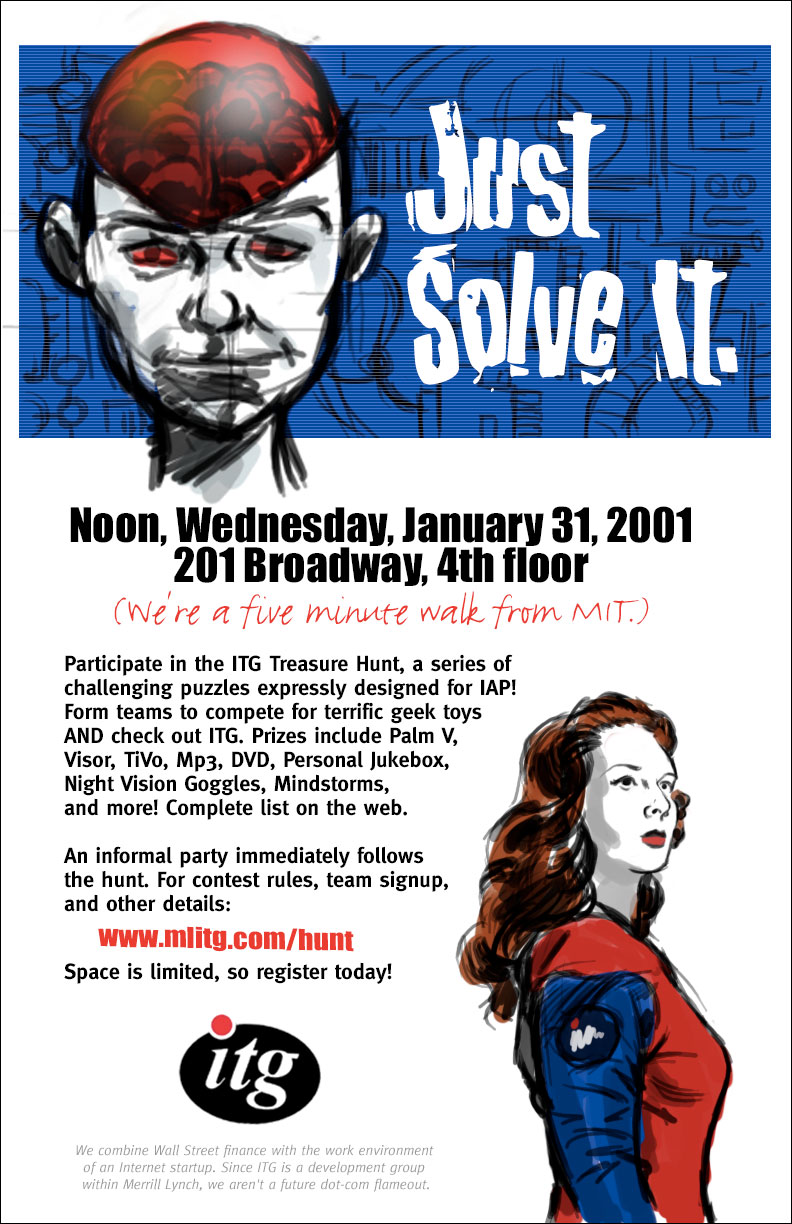 Just
Solve It.
Noon, Wednesday, January 31, 2001
201 Broadway, 4th floor
(We're a five minute walk from MIT.)
Participate in the ITG Treasure Hunt, a series of
challenging puzzles expressly designed for IAP!
Form teams to compete for terrific geek toys
AND check out ITG. Prizes include Palm V,
Visor, TiVo, Mp3, DVD, Personal Jukebox,
Night Vision Goggles, Mindstorms,
and more! Complete list on the web.
An informal party immediately follows
the hunt. For contest rules, team signup,
and other details:
www.mlitg.com/hunt
Space is limited, so register today!
itg
We combine Wall Street finance with the work environment
of an Internet startup. Since ITG is a development group
within Merrill Lynch, we aren't a future dot-com flameout.